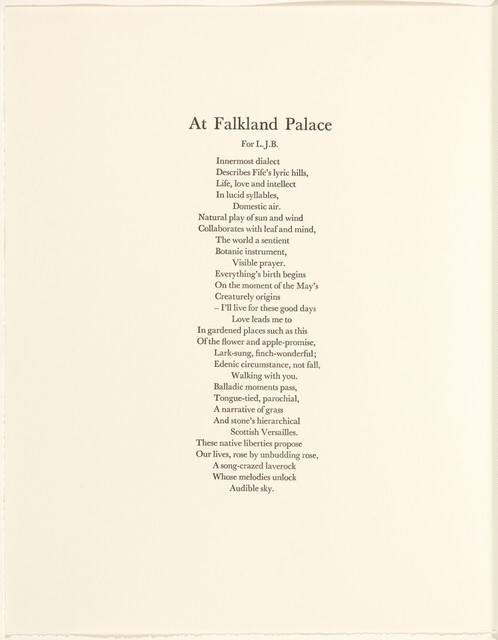 At Falkland Palace
For L.J.B.
Innermost dialect
Describes Fife's lyric hills,
Life, love and intellect
In lucid syllables,
Domestic air.
Natural play of sun and wind
Collaborates with leaf and mind,
The world a sentient
Botanic instrument,
Visible prayer.
Everything's birth begins
On the moment of the May's
Creaturely origins
– I'll live for these good days
Love leads me to
In gardened places such as this
Of the flower and apple-promise,
Lark-sung, finch-wonderful;
Edenic circumstance, not fall,
Walking with you.
Balladic moments pass,
Tongue-tied, parochial,
A narrative of grass
And stone's hierarchical
Scottish Versailles.
These native liberties propose
Our lives, rose by unbudding rose,
A song-crazed laverock
Whose melodies unlock
Audible sky.